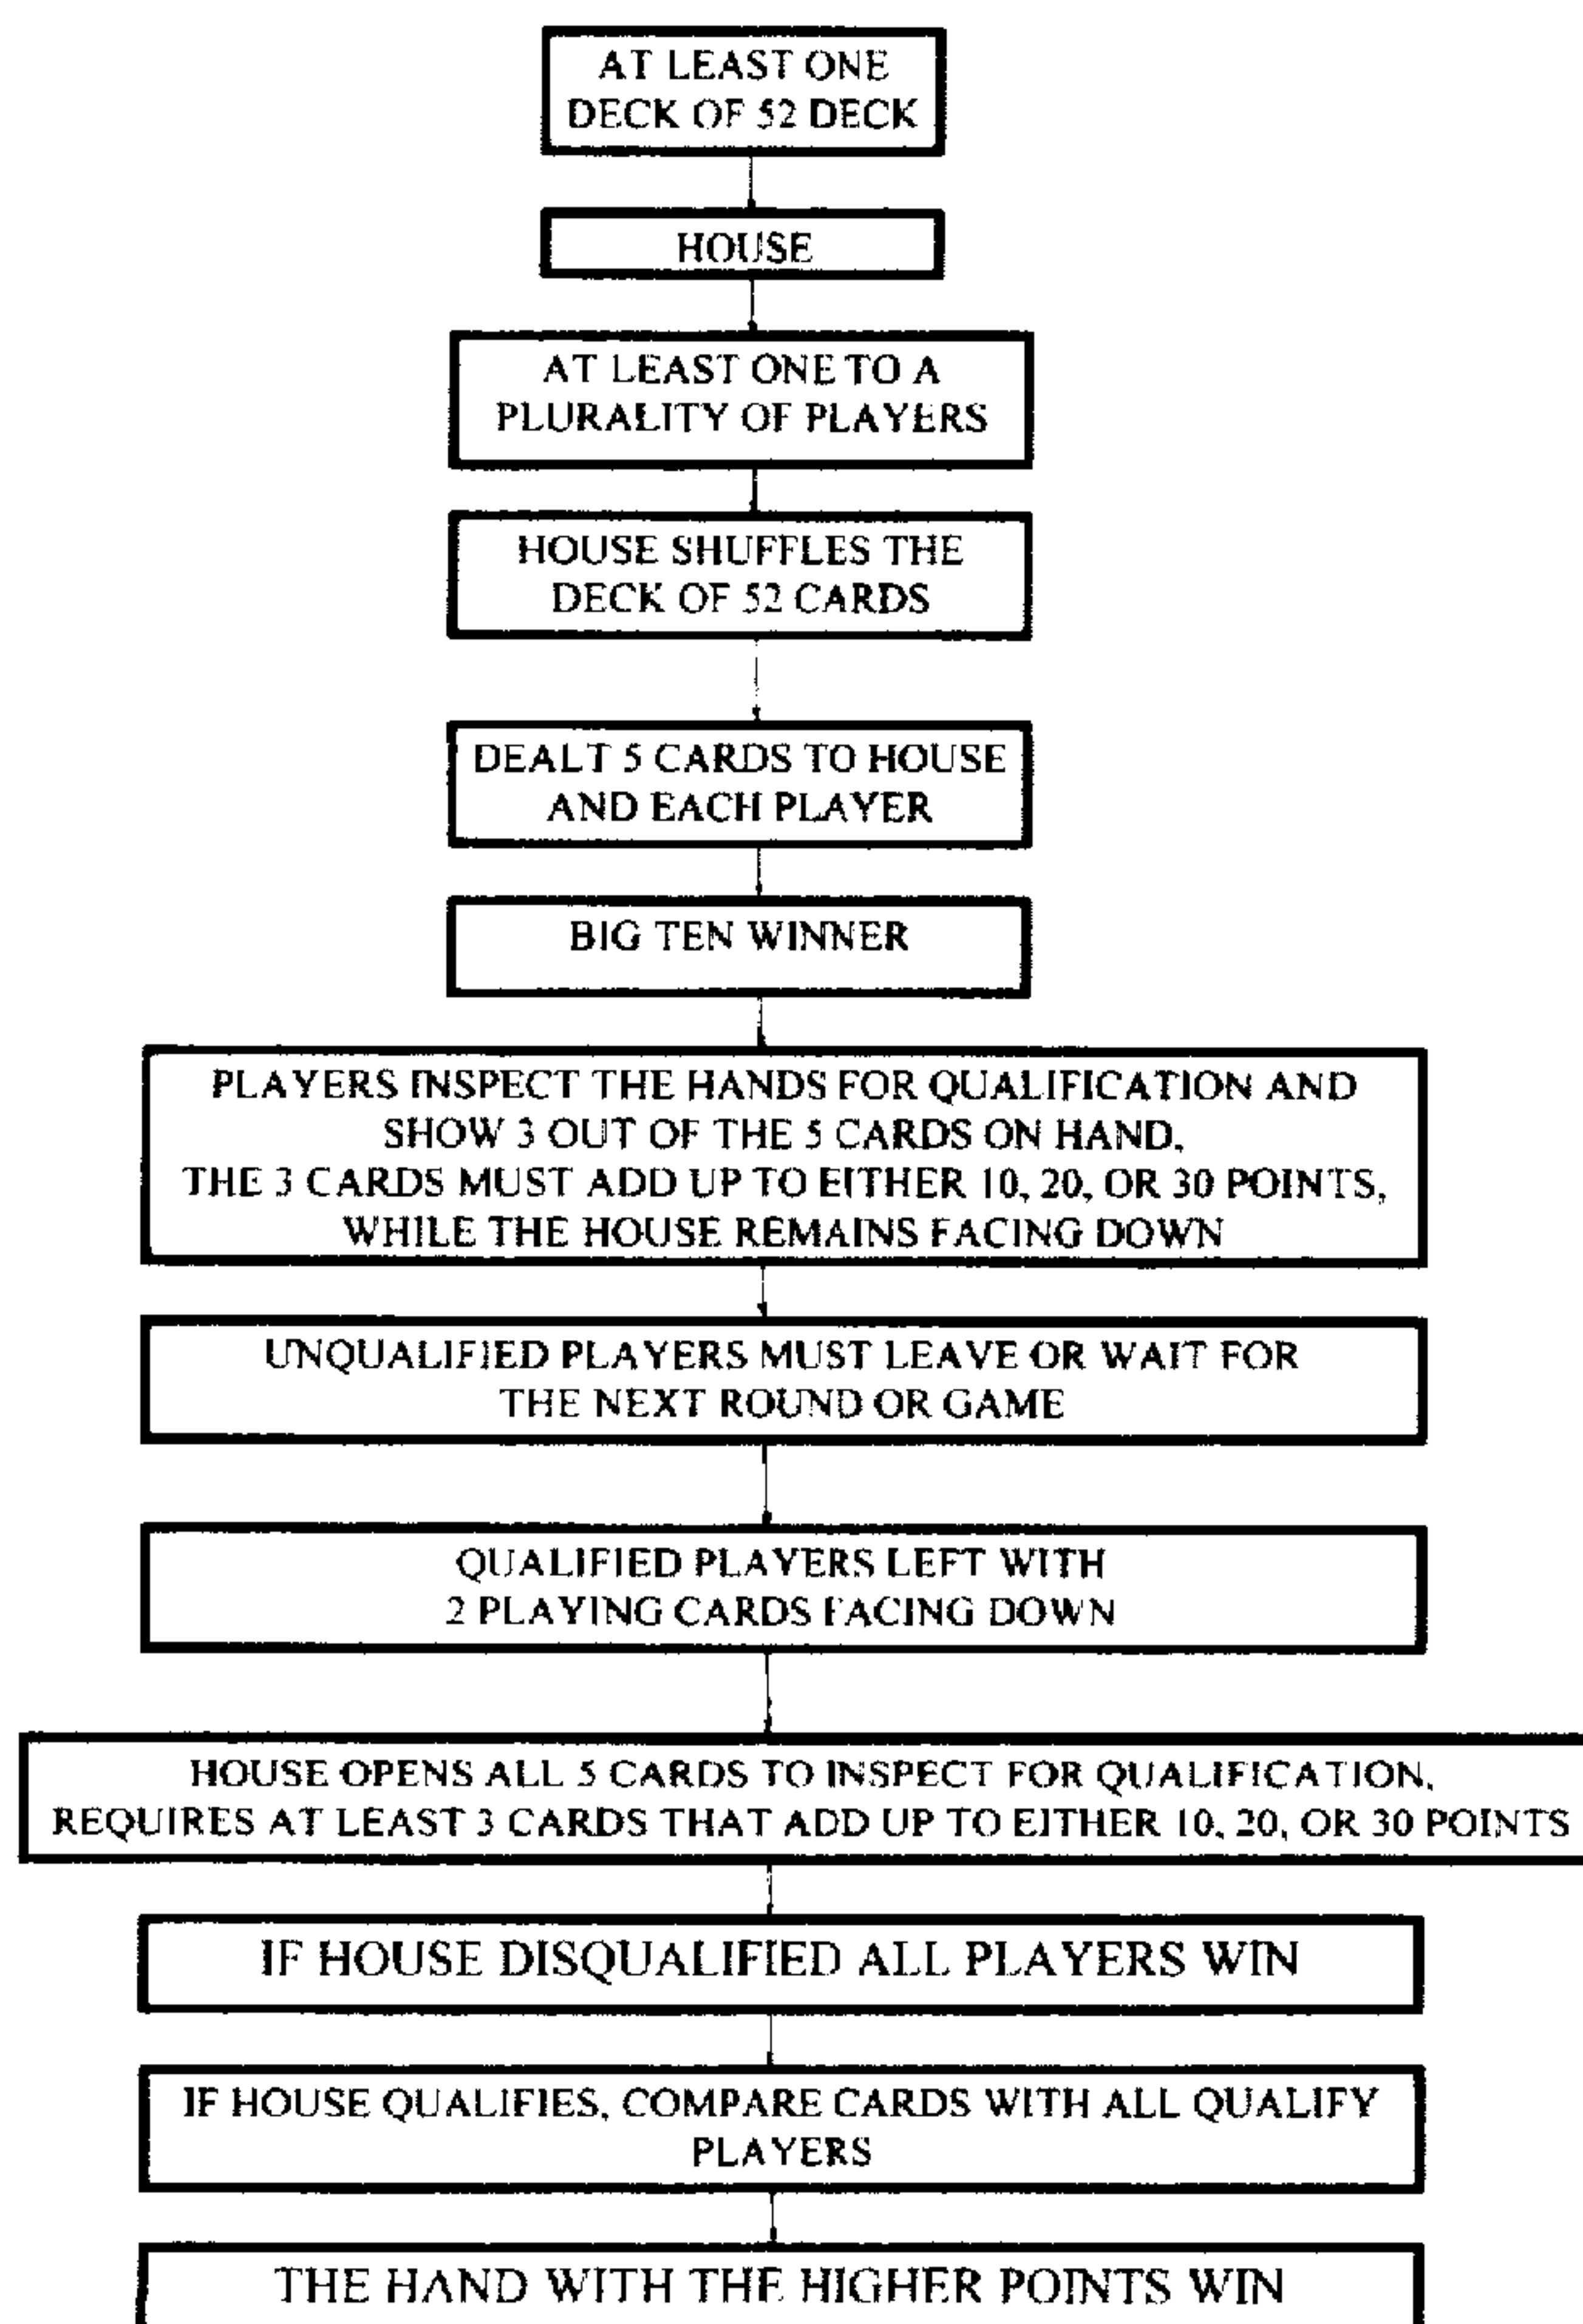 AT LEAST ONE
DECK OF 52 DECK
HOUSE
AT LEAST ONE TO A
PLURALITY OF PLAYERS
HOUSE SHUFFLES THE
DECK OF 52 CARDS
DEALT 5 CARDS TO HOUSE
AND EACH PLAYER
BIG TEN WINNER
PLAYERS INSPECT THE HANDS FOR QUALIFICATION AND
SHOW 3 OUT OF THE 5 CARDS ON HAND,
THE 3 CARDS MUST ADD UP TO EITHER 10, 20, OR 30 POINTS,
WHILE THE HOUSE REMAINS FACING DOWN
UNQUALIFIED PLAYERS MUST LEAVE OR WAIT FOR
THE NEXT ROUND OR GAME
QUALIFIED PLAYERS LEFT WITH
2 PLAYING CARDS FACING DOWN
HOUSE OPENS ALL 5 CARDS TO INSPECT FOR QUALIFICATION,
REQUIRES AT LEAST 3 CARDS THAT ADD UP TO EITHER 10, 20, OR 30 POINTS
IF HOUSE DISQUALIFIED ALL PLAYERS WIN
IF HOUSE QUALIFIES, COMPARE CARDS WITH ALL QUALIFY
PLAYERS
THE HAND WITH THE HIGHER POINTS WIN